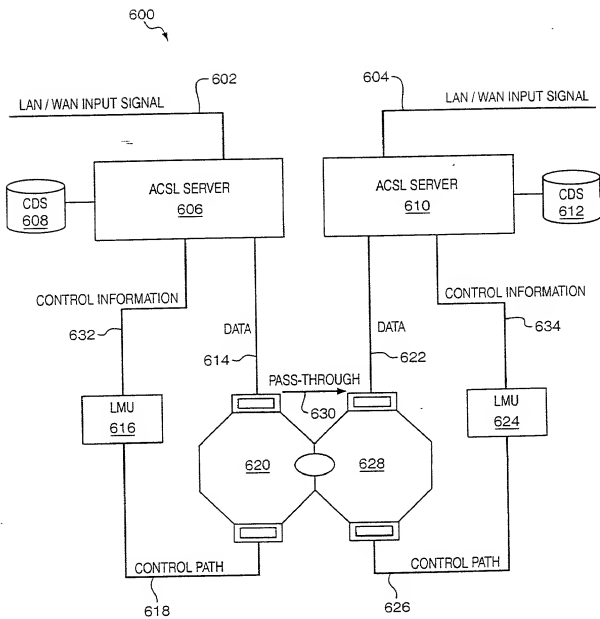 600
602
604
LAN / WAN INPUT SIGNAL
LAN / WAN INPUT SIGNAL
ACSL SERVER
606
ACSL SERVER
610
CDS
608
CDS
612
CONTROL INFORMATION
CONTROL INFORMATION
632
DATA
DATA
634
614
622
PASS-THROUGH
630
LMU
616
LMU
624
620
628
CONTROL PATH
CONTROL PATH
618
626